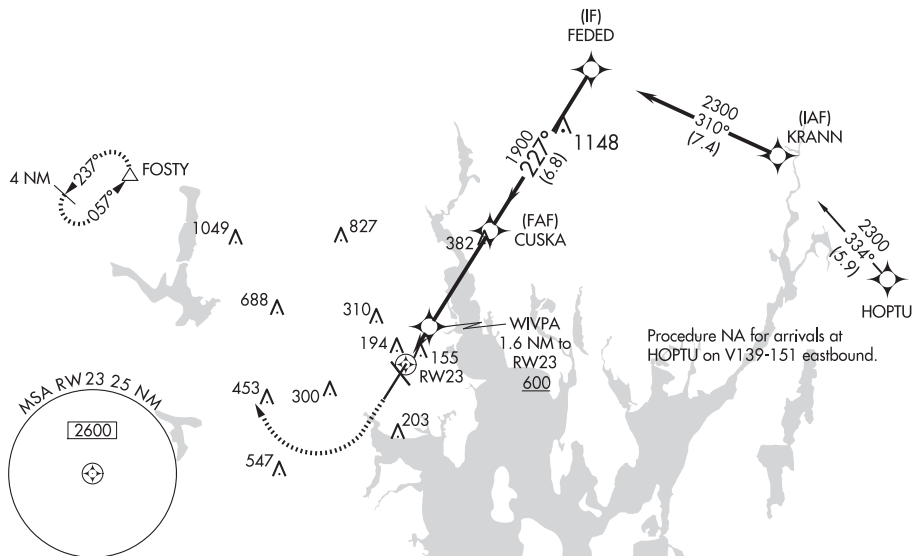 (IF)
FEDED
2300
310°
(7.4)
(IAF)
KRANN
1900
227°
(6.8)
1148
4 NM
237°
057°
FOSTY
2300
334°
(5.9)
HOPTU
1049
827
382
(FAF)
CUSKA
688
310
WIVPA
1.6 NM to
RW23
600
194
155
RW23
Procedure NA for arrivals at
HOPTU on V139-151 eastbound.
453
300
203
547
MSA RW23 25 NM
2600